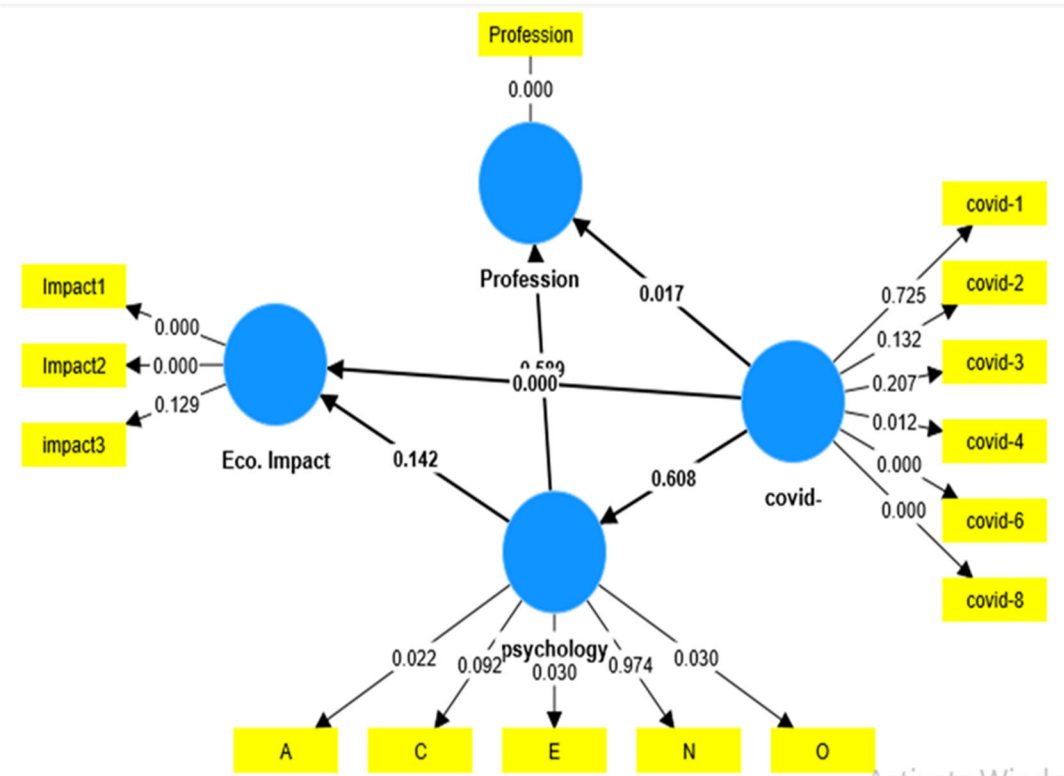 Profession
0.000
Profession
covid-1
0.017
covid-2
Impact1
0.725
0.000
0.132
Impact2
0.000
0.000
covid-3
0.207
0.129
0.012
impact3
covid-4
Eco. Impact
0.142
0.608
0.000
covid-
0.000
covid-6
covid-8
psychology
0.022
0.092
0.030
0.974
0.030
A
C
E
N
O